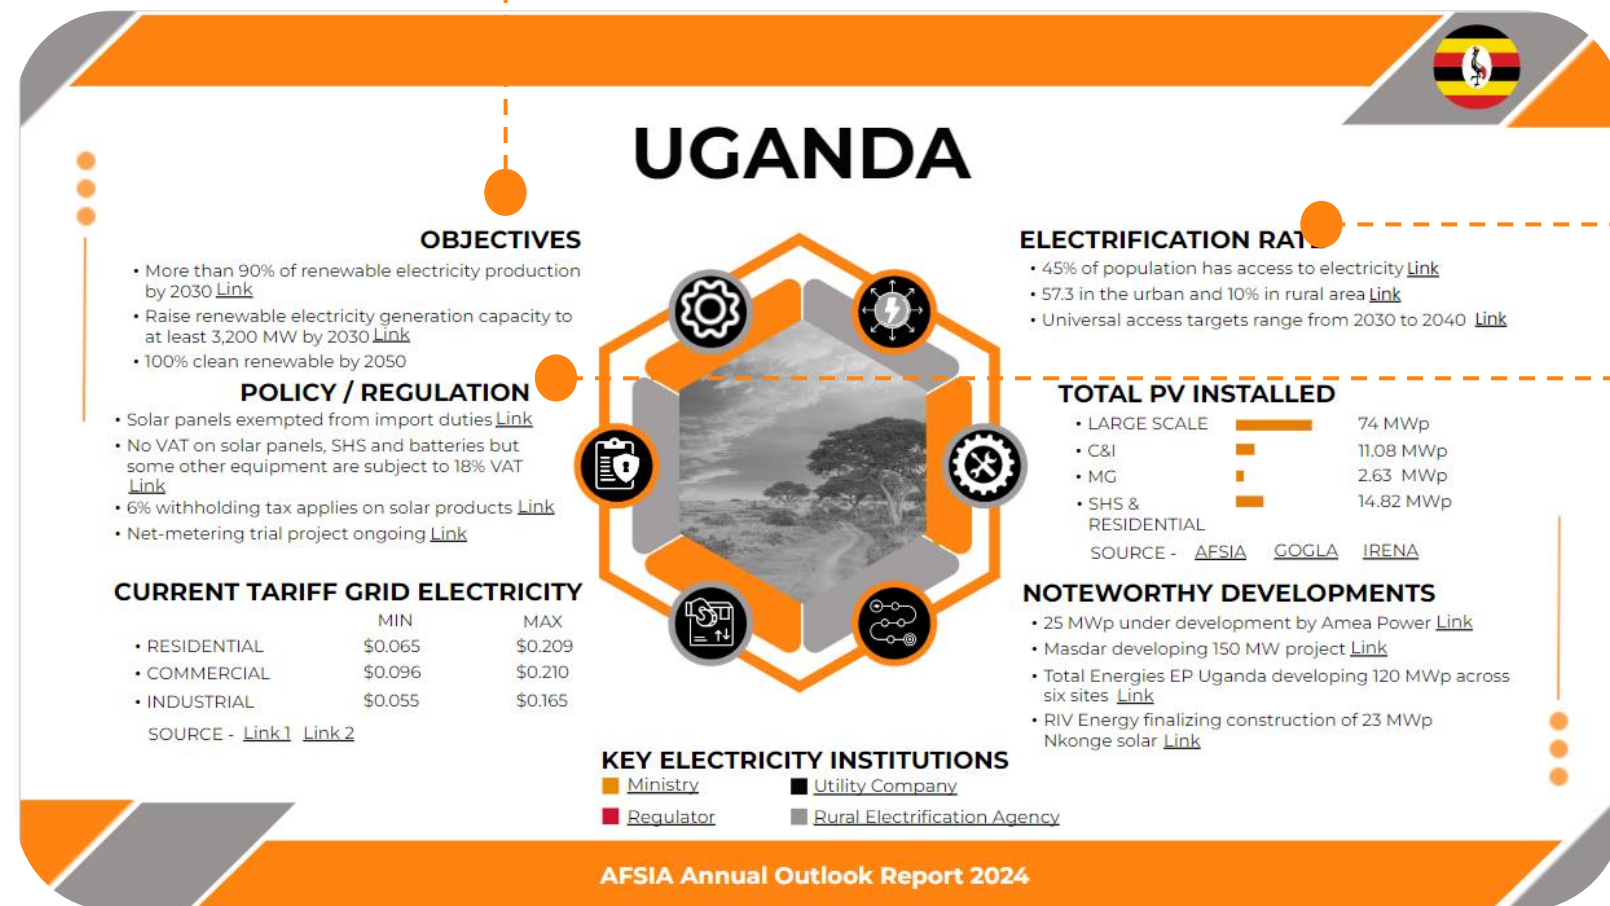 UGANDA
OBJECTIVES
• More than 90% of renewable electricity production
by 2030 Link
• Raise renewable electricity generation capacity to
at least 3,200 MW by 2030 Link
• 100% clean renewable by 2050
POLICY / REGULATION
• Solar panels exempted from import duties Link
• No VAT on solar panels, SHS and batteries but
some other equipment are subject to 18% VAT
Link
• 6% withholding tax applies on solar products Link
• Net-metering trial project ongoing Link
CURRENT TARIFF GRID ELECTRICITY
MIN MAX
• RESIDENTIAL $0.065 $0.209
• COMMERCIAL $0.096 $0.210
• INDUSTRIAL $0.055 $0.165
SOURCE - Link 1 Link 2
ELECTRIFICATION RATE
• 45% of population has access to electricity Link
• 57.3 in the urban and 10% in rural area Link
• Universal access targets range from 2030 to 2040 Link
TOTAL PV INSTALLED
• LARGE SCALE 74 MWp
• C&I 11.08 MWp
• MG 2.63 MWp
• SHS & 14.82 MWp
RESIDENTIAL
SOURCE - AFSIA GOGLA IRENA
NOTEWORTHY DEVELOPMENTS
• 25 MWp under development by Amea Power Link
• Masdar developing 150 MW project Link
• Total Energies EP Uganda developing 120 MWp across
six sites Link
• RIV Energy finalizing construction of 23 MWp
Nkonge solar Link
KEY ELECTRICITY INSTITUTIONS
Ministry Utility Company
Regulator Rural Electrification Agency
AFSIA Annual Outlook Report 2024